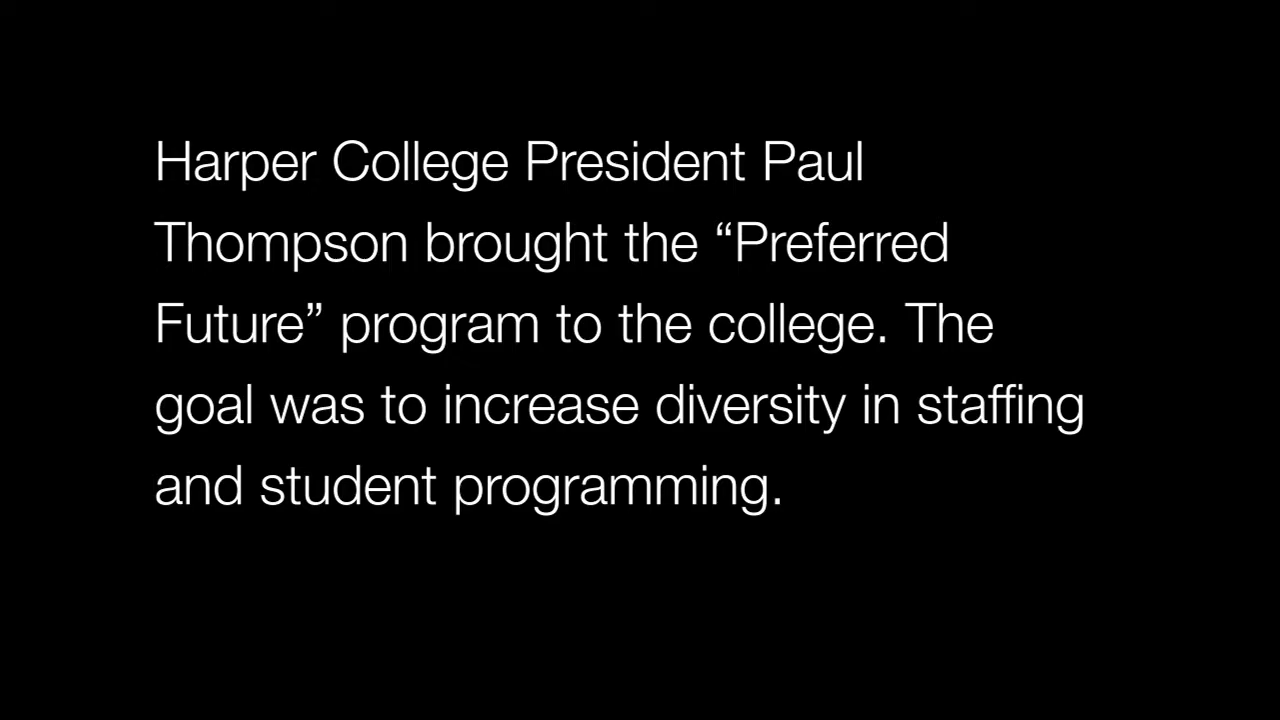 Harper College President Paul
Thompson brought the “Preferred
Future” program to the college. The
goal was to increase diversity in staffing
and student programming.